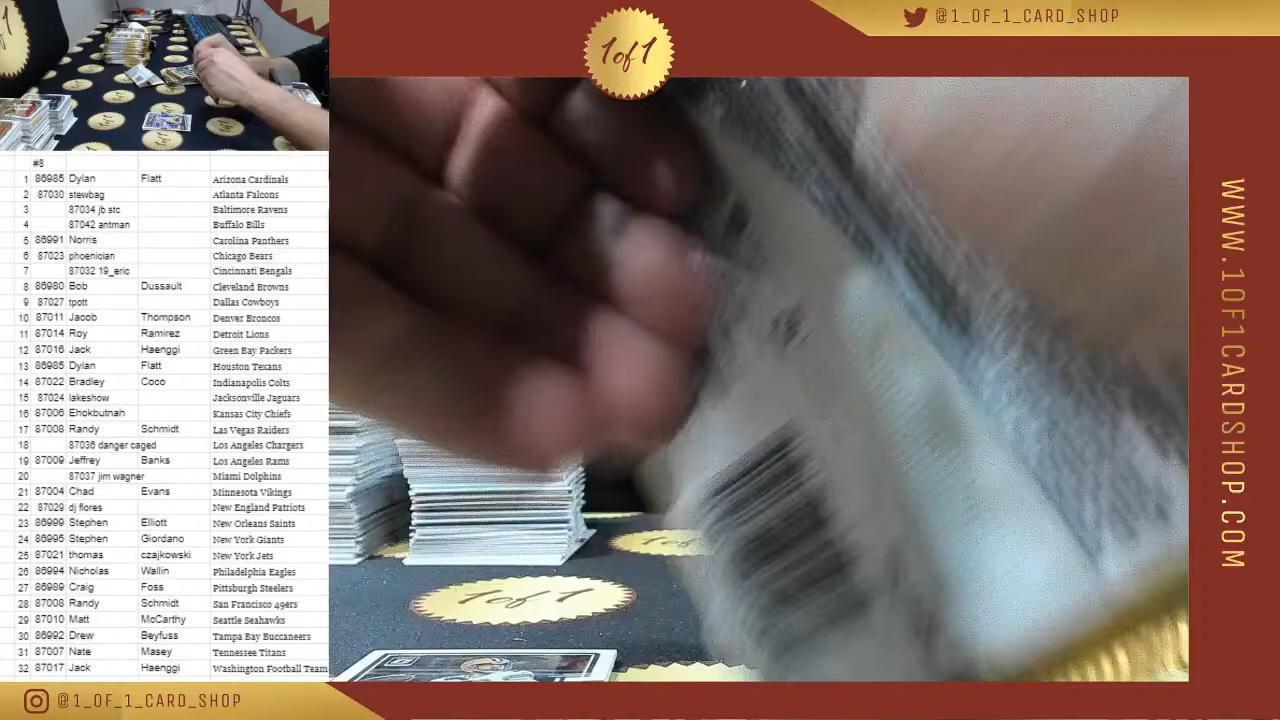 @1_OF_1_CARD_SHOP
1of1
#8
1 86985 Dylan Flatt Arizona Cardinals
2 87030 stewbag Atlanta Falcons
3 87034 jb stc Baltimore Ravens
4 87042 antman Buffalo Bills
5 86991 Norris Carolina Panthers
6 87023 phoenician Chicago Bears
7 87032 19_eric Cincinnati Bengals
8 86980 Bob Dussault Cleveland Browns
9 87027 tpott Dallas Cowboys
10 87011 Jacob Thompson Denver Broncos
11 87014 Roy Ramirez Detroit Lions
12 87016 Jack Haenggi Green Bay Packers
13 86985 Dylan Flatt Houston Texans
14 87022 Bradley Coco Indianapolis Colts
15 87024 lakeshow Jacksonville Jaguars
16 87006 Ehokbutnah Kansas City Chiefs
17 87008 Randy Schmidt Las Vegas Raiders
18 87036 danger caged Los Angeles Chargers
19 87009 Jeffrey Banks Los Angeles Rams
20 87037 jim wagner Miami Dolphins
21 87004 Chad Evans Minnesota Vikings
22 87029 dj flores New England Patriots
23 86999 Stephen Elliott New Orleans Saints
24 86995 Stephen Giordano New York Giants
25 87021 thomas czajkowski New York Jets
26 86994 Nicholas Wallin Philadelphia Eagles
27 86989 Craig Foss Pittsburgh Steelers
28 87008 Randy Schmidt San Francisco 49ers
29 87010 Matt McCarthy Seattle Seahawks
30 86992 Drew Beyfuss Tampa Bay Buccaneers
31 87007 Nate Masey Tennessee Titans
32 87017 Jack Haenggi Washington Football Team
1of1
WWW.1OF1CARDSHOP.COM
@1_OF_1_CARD_SHOP